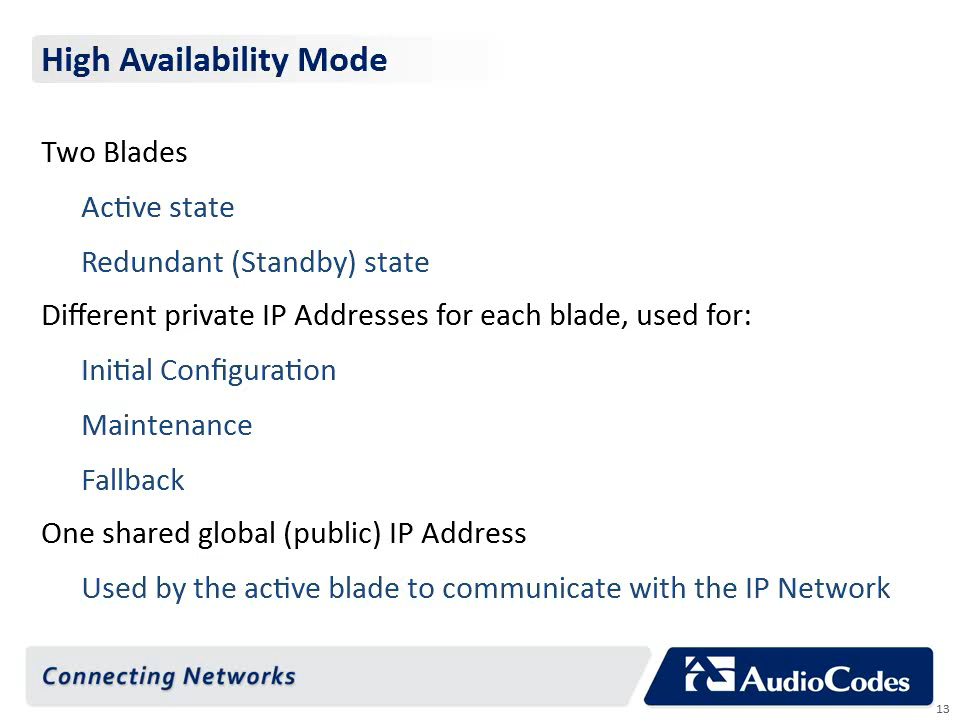 High Availability Mode
Two Blades
Active state
Redundant (Standby) state
Different private IP Addresses for each blade, used for:
Initial Configuration
Maintenance
Fallback
One shared global (public) IP Address
Used by the active blade to communicate with the IP Network
Connecting Networks
AudioCodes
13